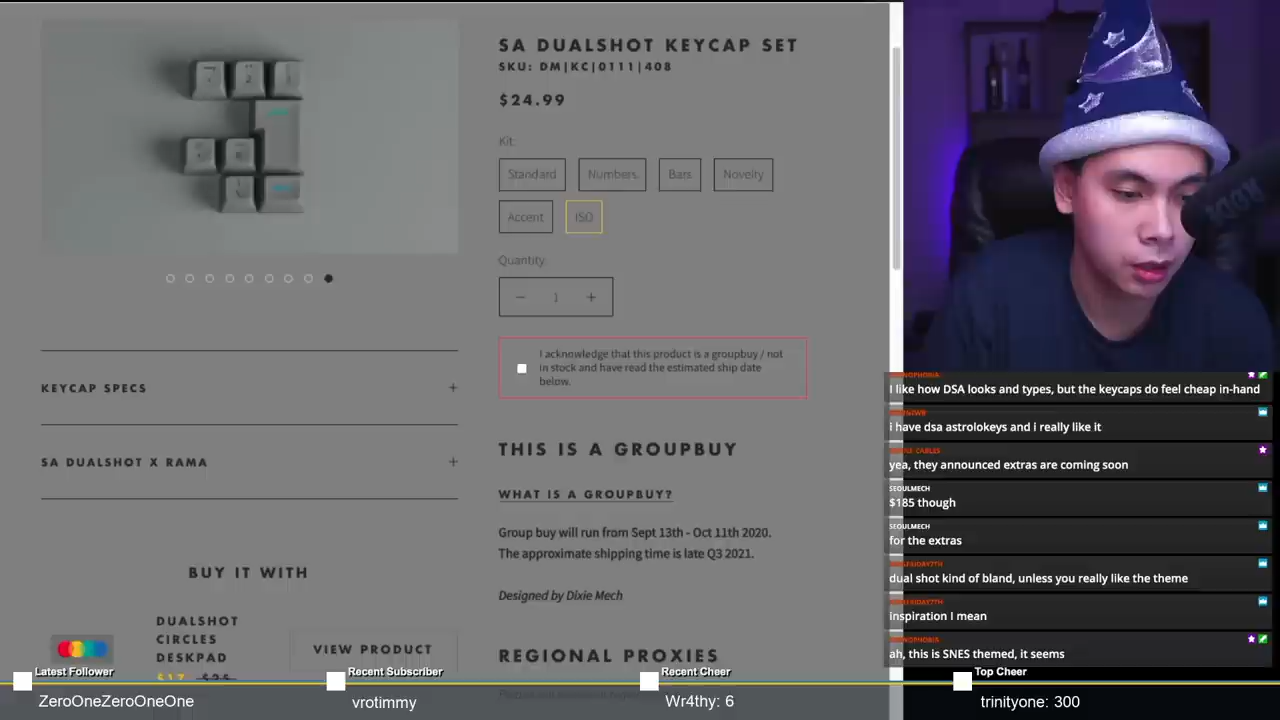 SA DUALSHOT KEYCAP SET
SKU: DM|KC|0111|408
$24.99
Kit:
Standard
Numbers
Bars
Novelty
Accent
ISO
Quantity:
− 1 +
I acknowledge that this product is a groupbuy / not
in stock and have read the estimated ship date
below.
KEYCAP SPECS +
SA DUALSHOT X RAMA +
THIS IS A GROUPBUY
WHAT IS A GROUPBUY?
Group buy will run from Sept 13th - Oct 11th 2020.
The approximate shipping time is late Q3 2021.
Designed by Dixie Mech
BUY IT WITH
DUALSHOT
CIRCLES
DESKPAD
VIEW PRODUCT
REGIONAL PROXIES
RODE
I like how DSA looks and types, but the keycaps do feel cheap in-hand
i have dsa astrolokeys and i really like it
yea, they announced extras are coming soon
SEOULMECH
$185 though
SEOULMECH
for the extras
dual shot kind of bland, unless you really like the theme
inspiration I mean
ah, this is SNES themed, it seems
Latest Follower
ZeroOneZeroOneOne
Recent Subscriber
vrotimmy
Recent Cheer
Wr4thy: 6
Top Cheer
trinityone: 300